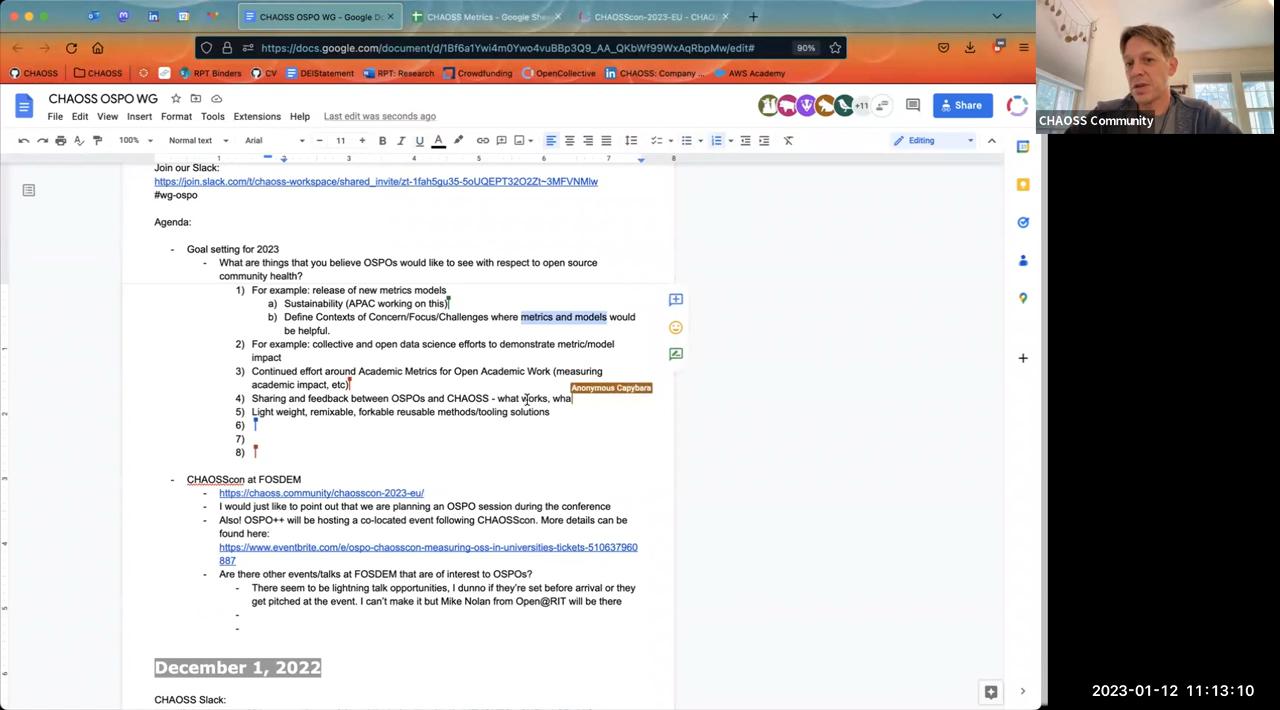 CHAOSS OSPO WG - Google Do
CHAOSS Metrics - Google She
CHAOSScon-2023-EU - CHAO
https://docs.google.com/document/d/1Bf6a1Ywi4m0Ywo4vuBBp3Q9_AA_QKbWf99WxAqRbpMw/edit#
90%
CHAOSS
CHAOSS
RPT Binders
CV
DEIStatement
RPT: Research
Crowdfunding
OpenCollective
CHAOSS: Company ...
AWS Academy
CHAOSS Community
CHAOSS OSPO WG
+11
Share
File Edit View Insert Format Tools Extensions Help Last edit was seconds ago
100% Normal text Arial 11 Editing
1 2 3 4 5 6 7 8
Join our Slack:
https://join.slack.com/t/chaoss-workspace/shared_invite/zt-1fah5gu35-5oUQEPT32O2Zt~3MFVNMlw
#wg-ospo
Agenda:
- Goal setting for 2023
- What are things that you believe OSPOs would like to see with respect to open source
community health?
1) For example: release of new metrics models
a) Sustainability (APAC working on this)
b) Define Contexts of Concern/Focus/Challenges where metrics and models would
be helpful.
2) For example: collective and open data science efforts to demonstrate metric/model
impact
3) Continued effort around Academic Metrics for Open Academic Work (measuring
academic impact, etc)
Anonymous Capybara
4) Sharing and feedback between OSPOs and CHAOSS - what works, wha
5) Light weight, remixable, forkable reusable methods/tooling solutions
6)
7)
8)
- CHAOSScon at FOSDEM
- https://chaoss.community/chaosscon-2023-eu/
- I would just like to point out that we are planning an OSPO session during the conference
- Also! OSPO++ will be hosting a co-located event following CHAOSScon. More details can be
found here:
https://www.eventbrite.com/e/ospo-chaosscon-measuring-oss-in-universities-tickets-510637960
887
- Are there other events/talks at FOSDEM that are of interest to OSPOs?
- There seem to be lightning talk opportunities, I dunno if they're set before arrival or they
get pitched at the event. I can't make it but Mike Nolan from Open@RIT will be there
-
-
December 1, 2022
CHAOSS Slack:
2023-01-12 11:13:10